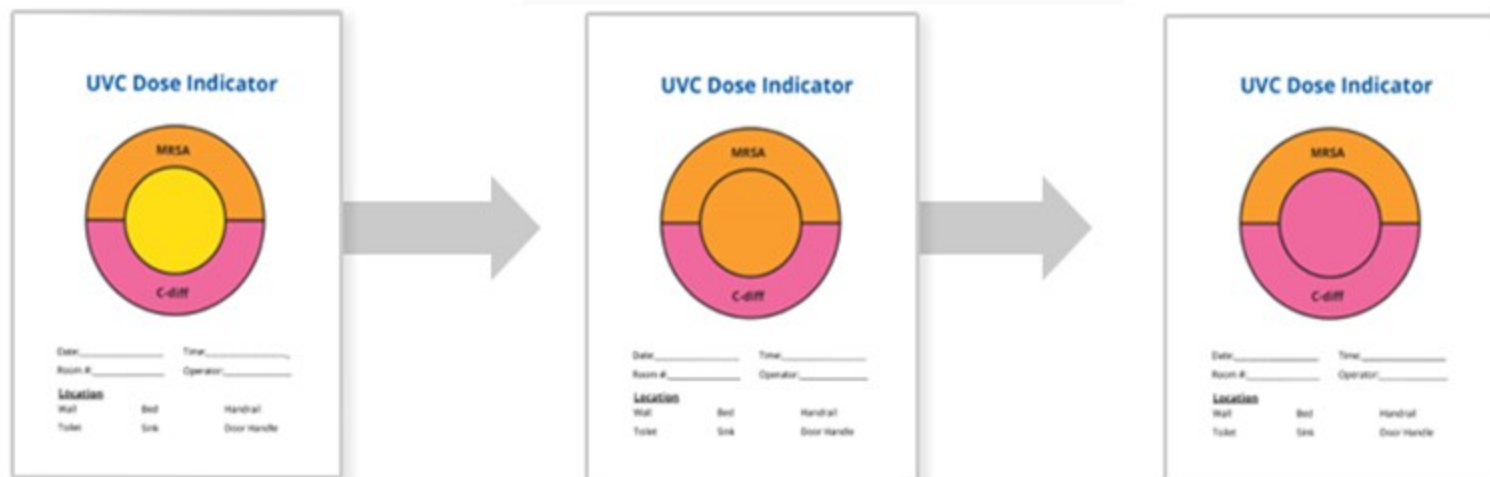 UVC Dose Indicator
MRSA
C-diff
Date:
Time:
Room #:
Operator:
Location
Wall Bed Handrail
Toilet Sink Door Handle
UVC Dose Indicator
MRSA
C-diff
Date:
Time:
Room #:
Operator:
Location
Wall Bed Handrail
Toilet Sink Door Handle
UVC Dose Indicator
MRSA
C-diff
Date:
Time:
Room #:
Operator:
Location
Wall Bed Handrail
Toilet Sink Door Handle